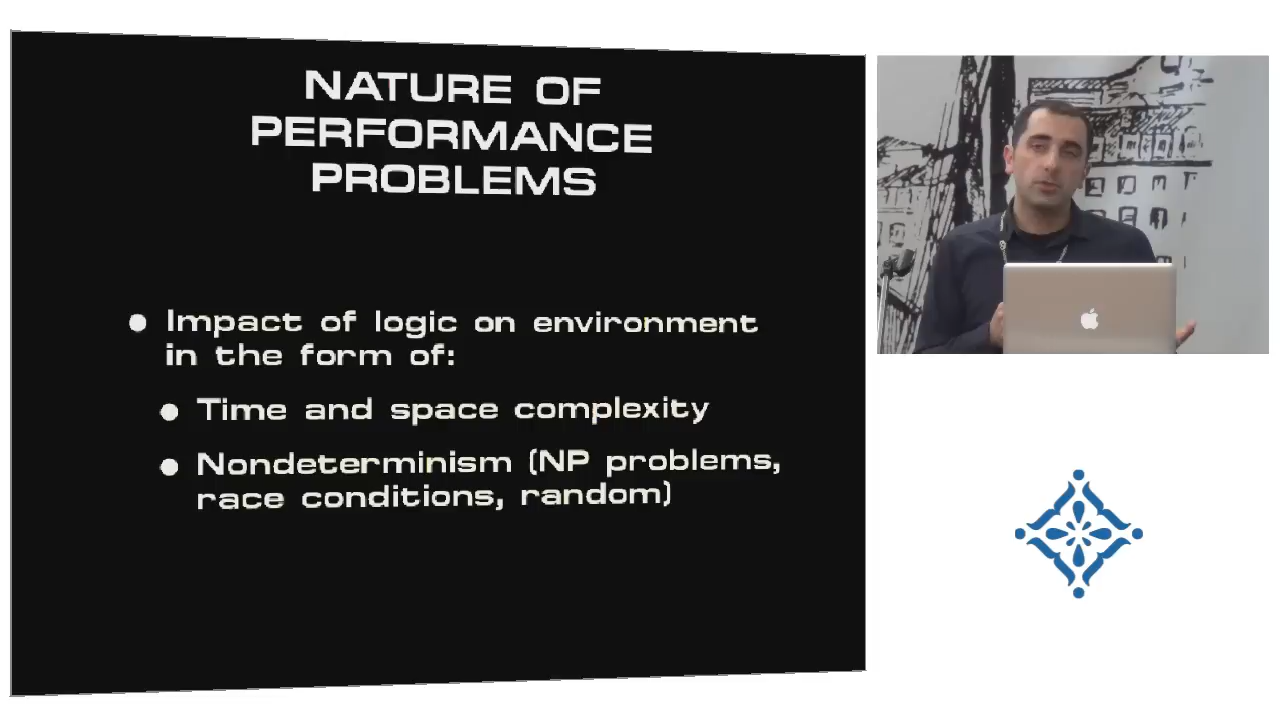 NATURE OF
PERFORMANCE
PROBLEMS
● Impact of logic on environment
in the form of:
● Time and space complexity
● Nondeterminism (NP problems,
race conditions, random)